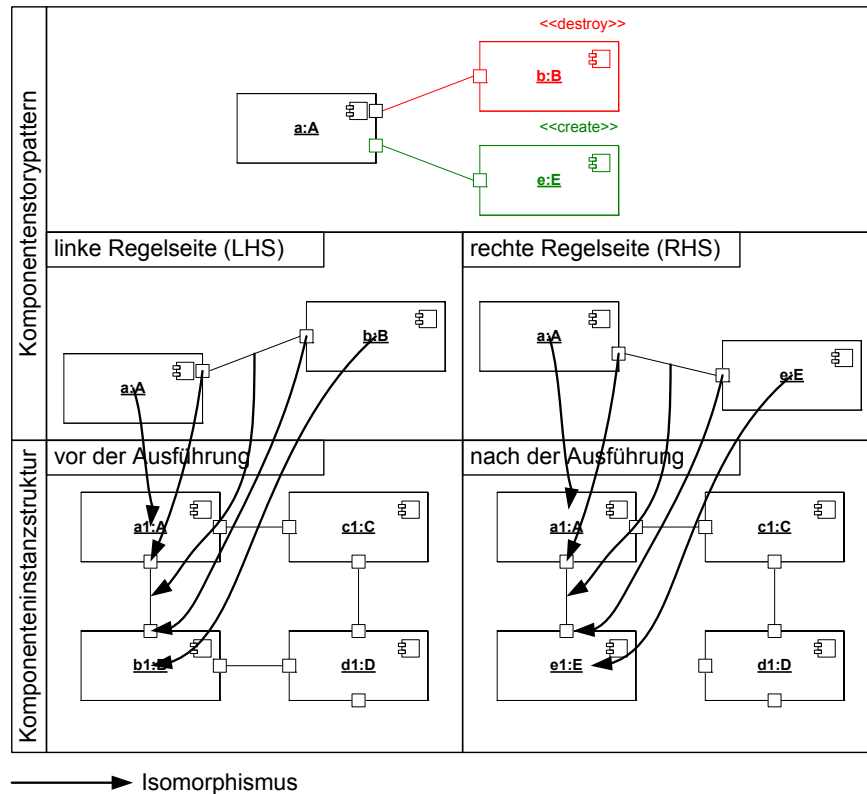 Komponentenstorypattern
<<destroy>>
b:B
a:A
<<create>>
e:E
linke Regelseite (LHS)
rechte Regelseite (RHS)
b:B
a:A
a:A
e:E
Komponenteninstanzstruktur
vor der Ausführung
nach der Ausführung
a1:A
c1:C
a1:A
c1:C
b1:B
d1:D
e1:E
d1:D
Isomorphismus